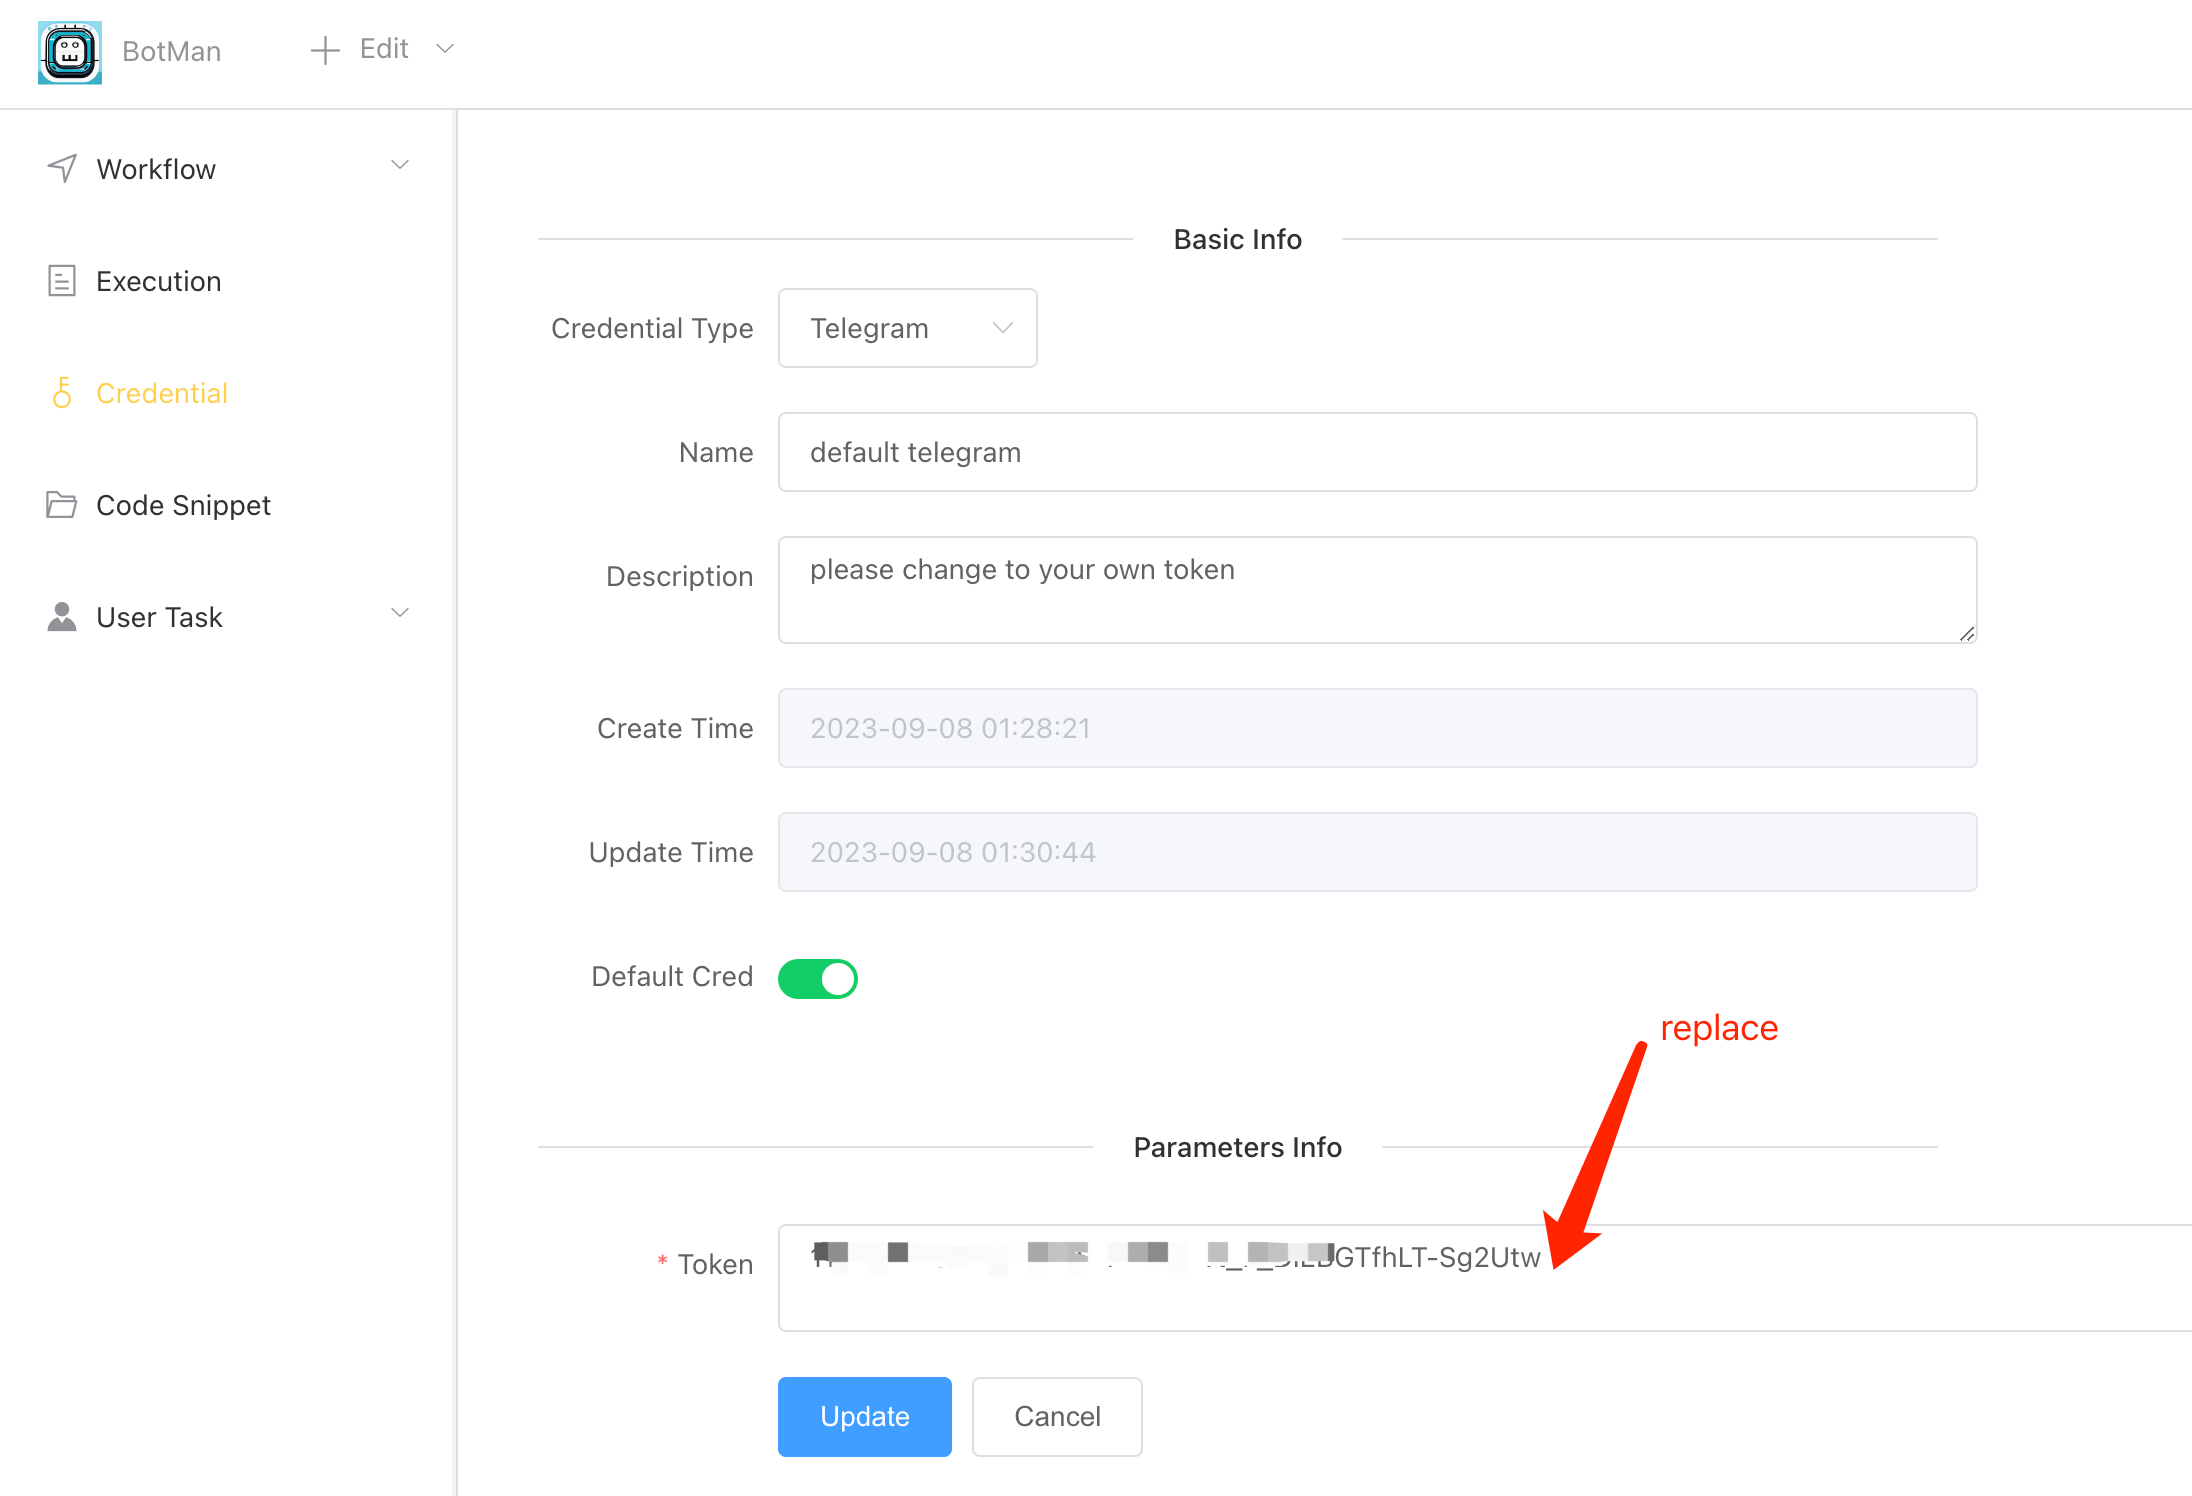 BotMan
Edit
Workflow
Execution
Credential
Code Snippet
User Task
Basic Info
Credential Type
Telegram
Name
default telegram
Description
please change to your own token
Create Time
2023-09-08 01:28:21
Update Time
2023-09-08 01:30:44
Default Cred
replace
Parameters Info
* Token
GTfhLT-Sg2Utw
Update
Cancel